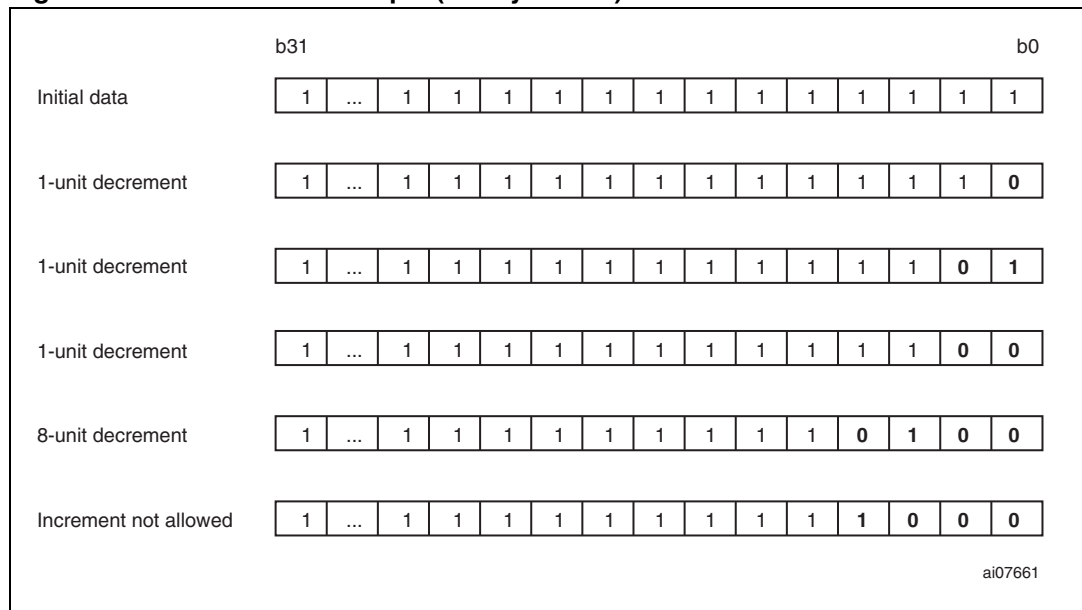 b31 b0
Initial data 1 ... 1 1 1 1 1 1 1 1 1 1 1 1 1
1-unit decrement 1 ... 1 1 1 1 1 1 1 1 1 1 1 1 0
1-unit decrement 1 ... 1 1 1 1 1 1 1 1 1 1 1 0 1
1-unit decrement 1 ... 1 1 1 1 1 1 1 1 1 1 1 0 0
8-unit decrement 1 ... 1 1 1 1 1 1 1 1 1 0 1 0 0
Increment not allowed 1 ... 1 1 1 1 1 1 1 1 1 1 0 0 0
ai07661